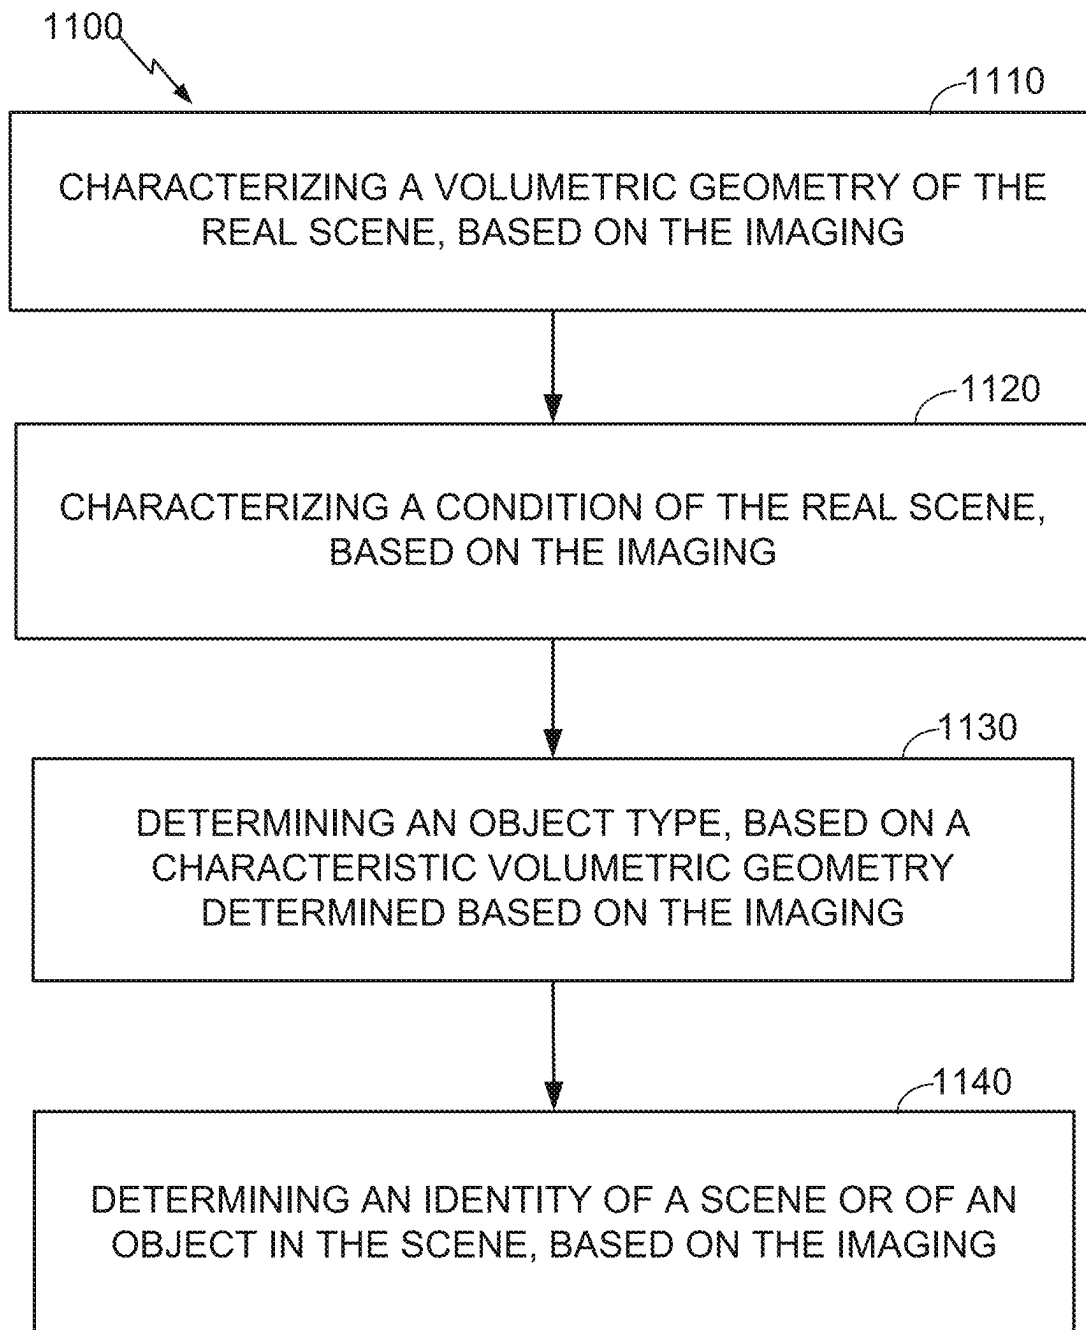 1100
1110
CHARACTERIZING A VOLUMETRIC GEOMETRY OF THE
REAL SCENE, BASED ON THE IMAGING
1120
CHARACTERIZING A CONDITION OF THE REAL SCENE,
BASED ON THE IMAGING
1130
DETERMINING AN OBJECT TYPE, BASED ON A
CHARACTERISTIC VOLUMETRIC GEOMETRY
DETERMINED BASED ON THE IMAGING
1140
DETERMINING AN IDENTITY OF A SCENE OR OF AN
OBJECT IN THE SCENE, BASED ON THE IMAGING